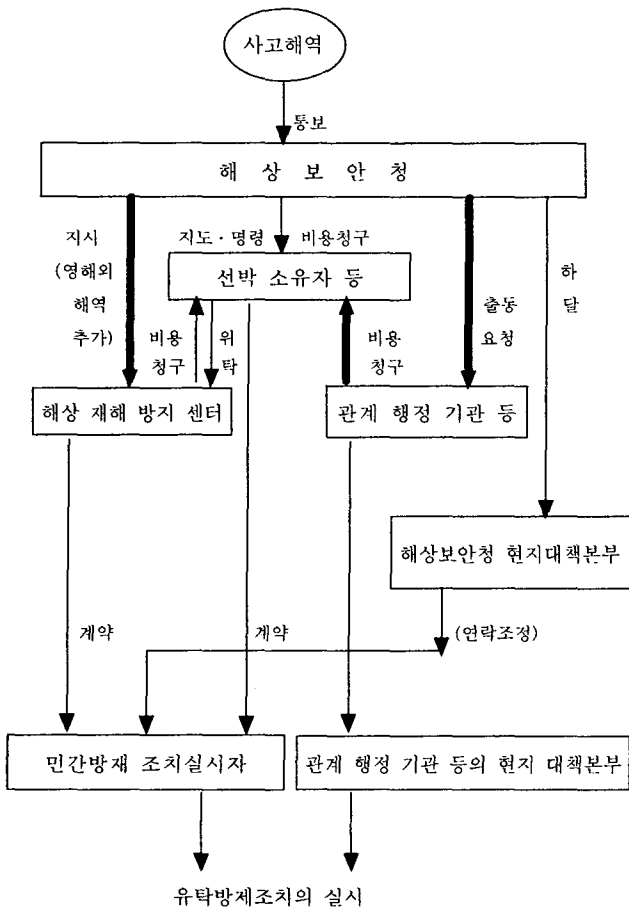 사고해역
통보
해 상 보 안 청
지시
(영해외
해역
추가)
지도·명령
비용청구
선박 소유자 등
하
달
출동
요청
비용
청구
위
탁
비용
청구
해상 재해 방지 센터
관계 행정 기관 등
해상보안청 현지대책본부
계약
계약
(연락조정)
민간방재 조치실시자
관계 행정 기관 등의 현지 대책본부
유탁방제조치의 실시